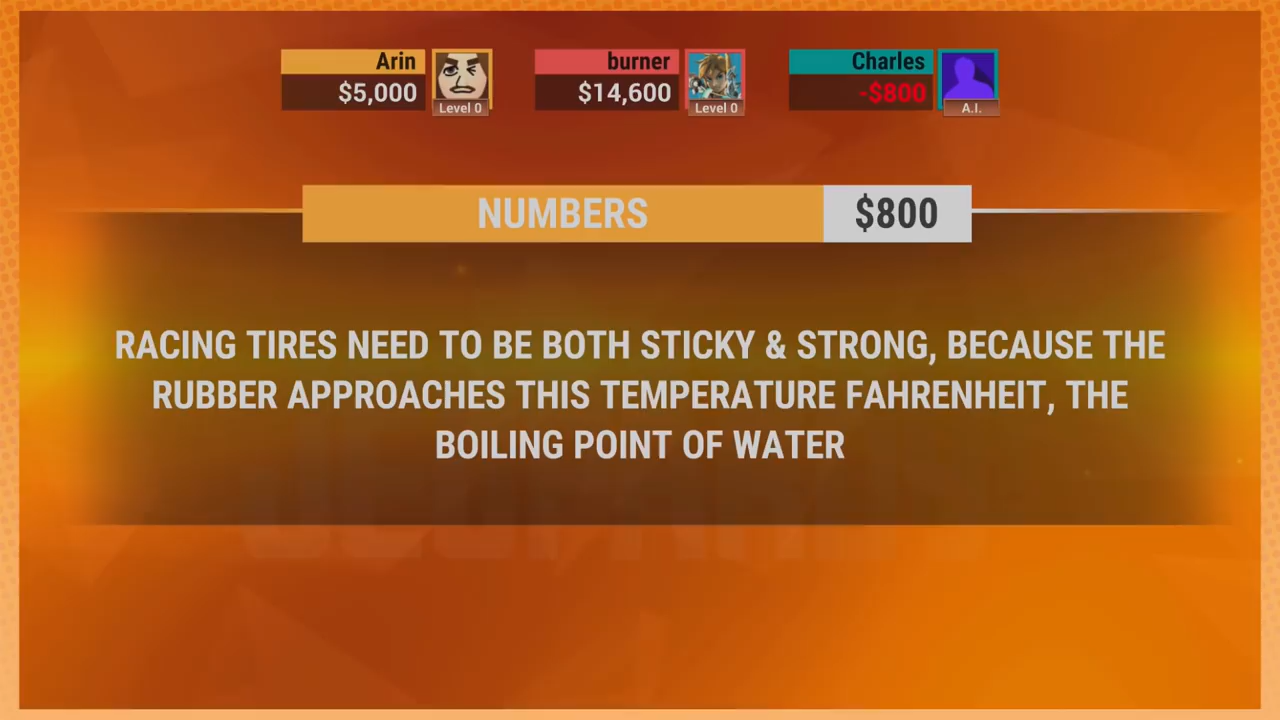 Arin
$5,000
Level 0
burner
$14,600
Level 0
Charles
-$800
A.I.
NUMBERS
$800
RACING TIRES NEED TO BE BOTH STICKY & STRONG, BECAUSE THE
RUBBER APPROACHES THIS TEMPERATURE FAHRENHEIT, THE
BOILING POINT OF WATER